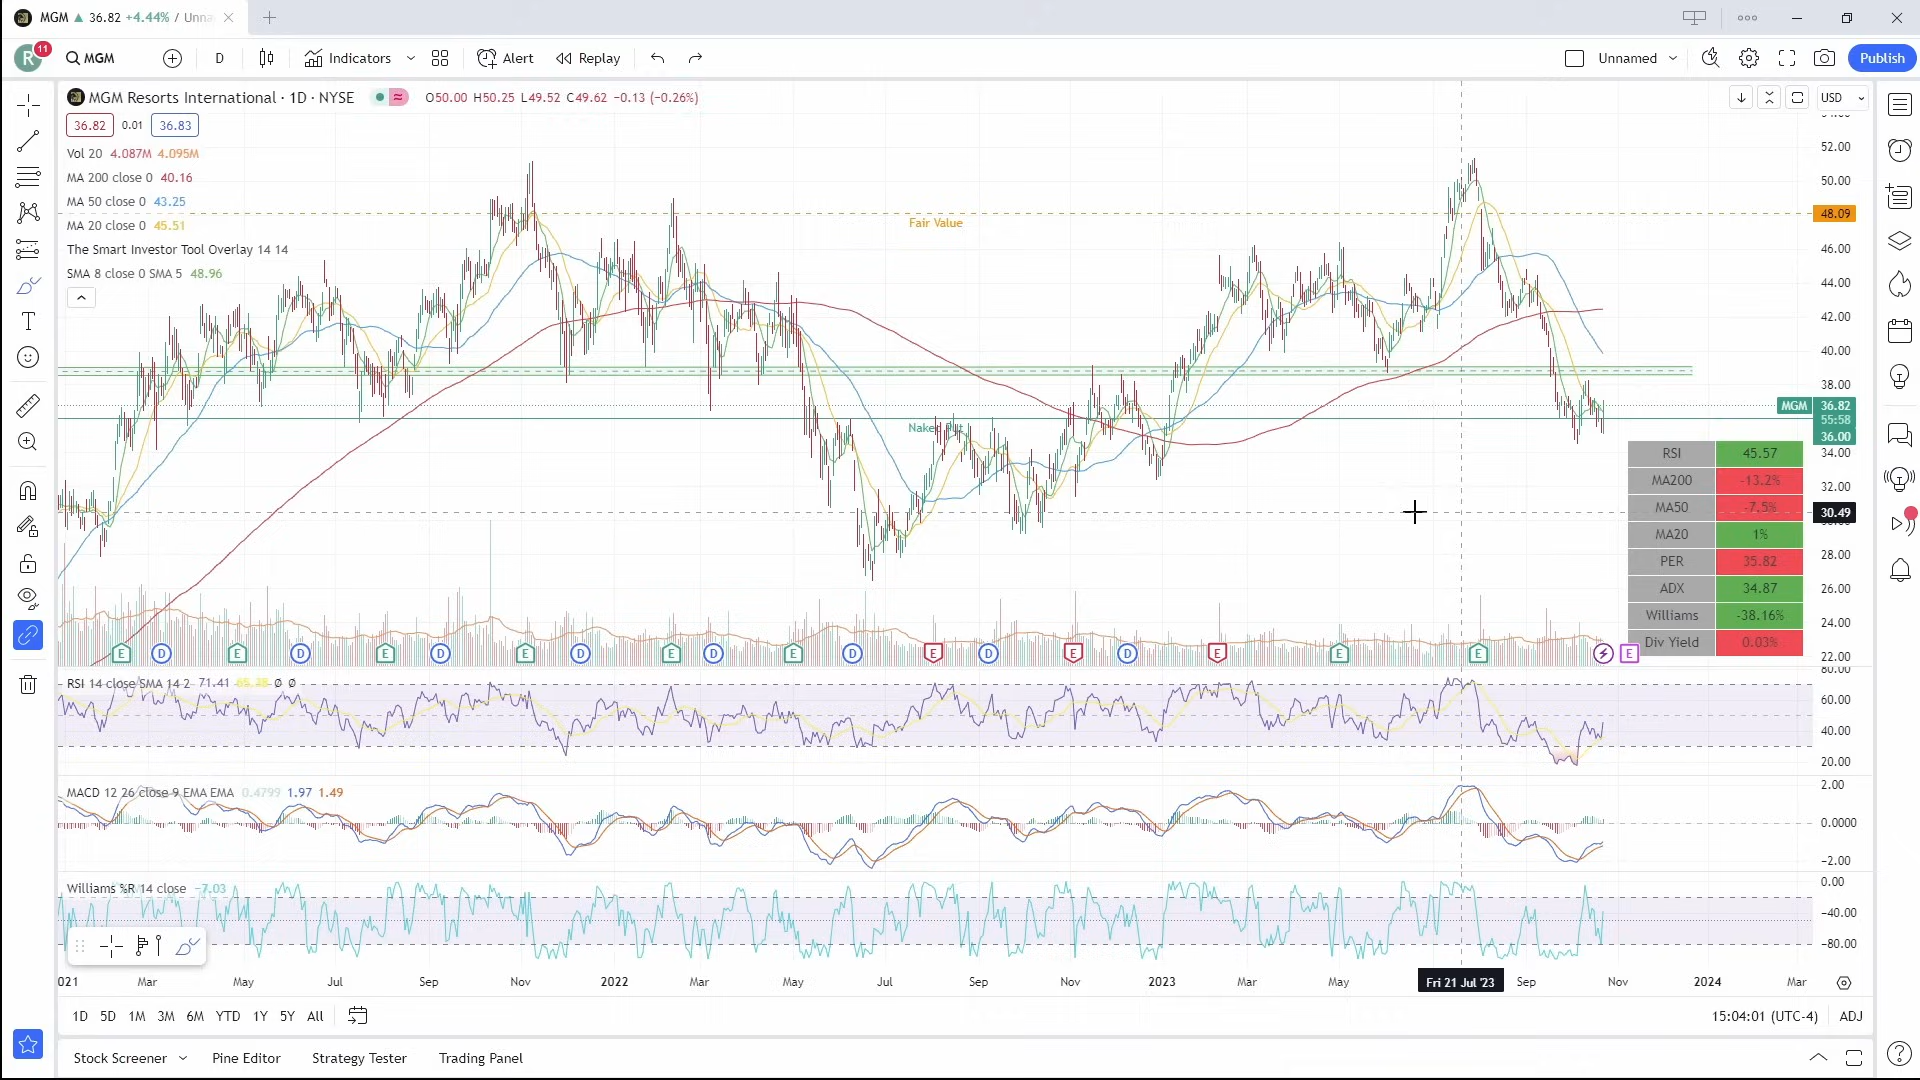 MGM ▲ 36.82 +4.44% / Unna
R 11 MGM D Indicators Alert Replay Unnamed Publish
MGM Resorts International · 1D · NYSE O50.00 H50.25 L49.52 C49.62 −0.13 (−0.26%) USD
36.82 0.01 36.83
Vol 20 4.087M 4.095M
MA 200 close 0 40.16
MA 50 close 0 43.25
MA 20 close 0 45.51
The Smart Investor Tool Overlay 14 14
SMA 8 close 0 SMA 5 48.96
Fair Value
Naked Put
54.00
52.00
50.00
48.09
46.00
44.00
42.00
40.00
38.00
MGM 36.82
55:58
36.00
34.00
32.00
30.49
28.00
26.00
24.00
22.00
RSI 45.57
MA200 -13.2%
MA50 -7.5%
MA20 1%
PER 35.82
ADX 34.87
Williams -38.16%
Div Yield 0.03%
E D E D E D E D E D E D E D E D E E E E
RSI 14 close SMA 14 2 71.41 65.38 Ø Ø
80.00
60.00
40.00
20.00
MACD 12 26 close 9 EMA EMA 0.4799 1.97 1.49
2.00
0.0000
−2.00
Williams %R 14 close −7.03
0.00
−40.00
−80.00
021 Mar May Jul Sep Nov 2022 Mar May Jul Sep Nov 2023 Mar May Fri 21 Jul '23 Sep Nov 2024 Mar
1D 5D 1M 3M 6M YTD 1Y 5Y All 15:04:01 (UTC-4) ADJ
Stock Screener Pine Editor Strategy Tester Trading Panel